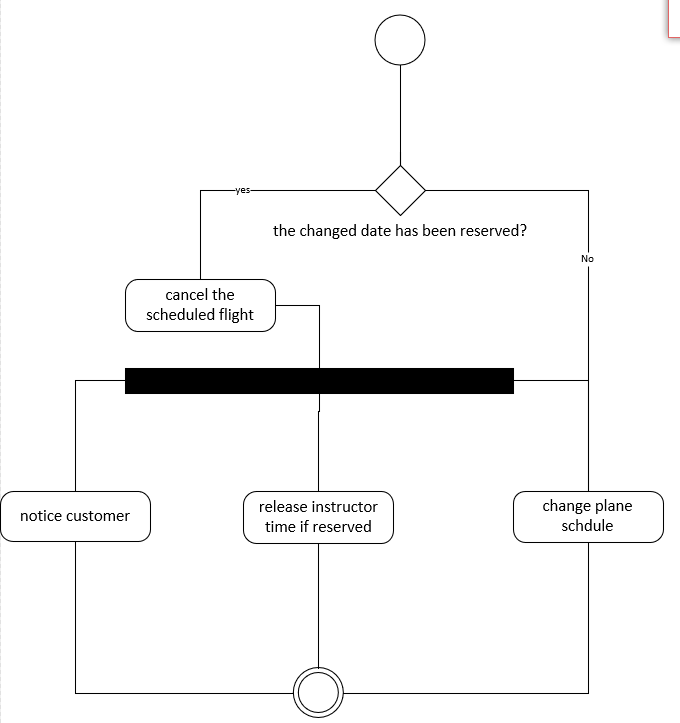 yes
the changed date has been reserved?
No
cancel the
scheduled flight
notice customer
release instructor
time if reserved
change plane
schdule